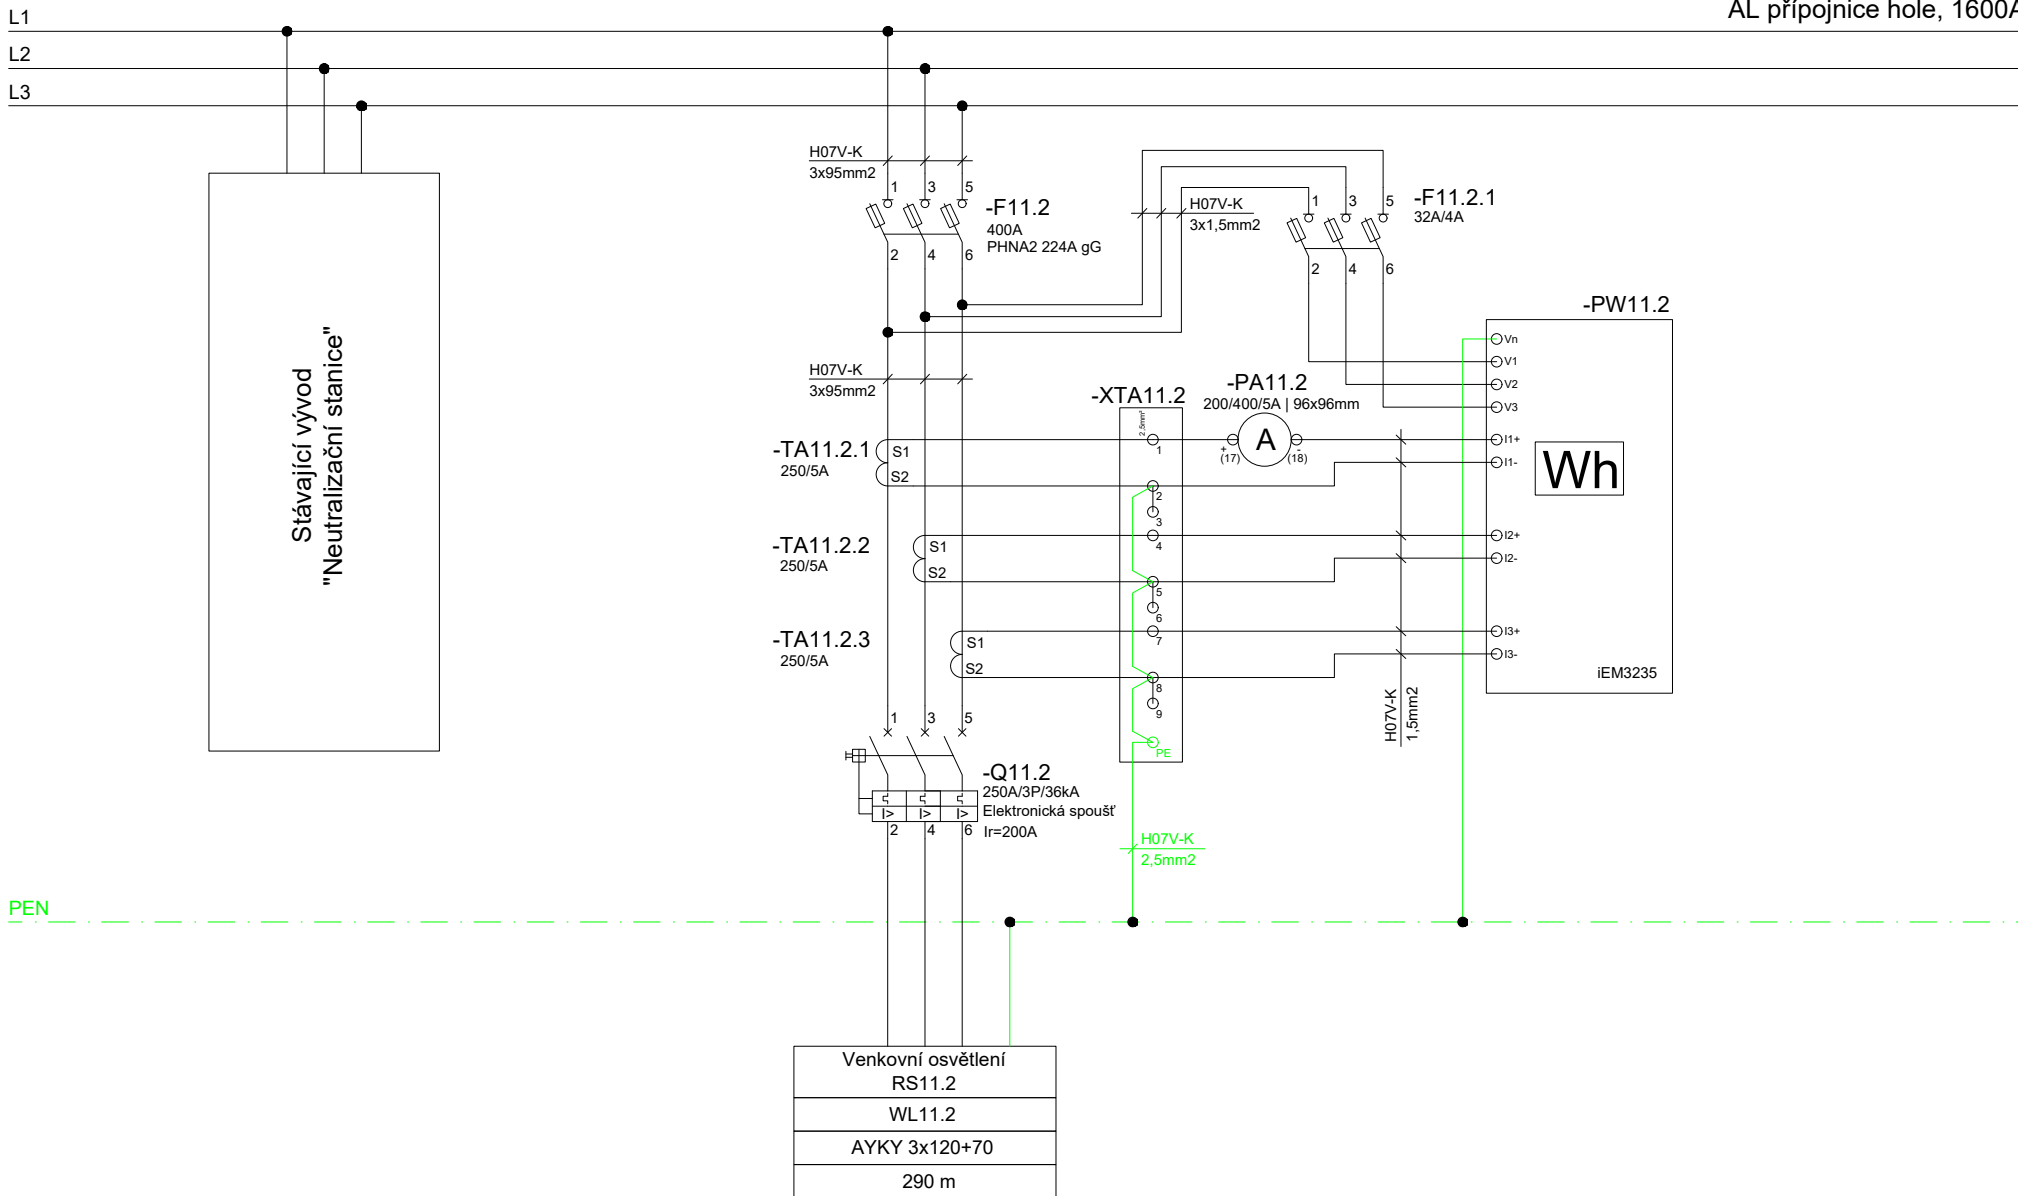 L1
AL přípojnice hole, 1600A
L2
L3
H07V-K
3x95mm2
1
3
5
-F11.2
400A
PHNA2 224A gG
2
4
6
H07V-K
3x1,5mm2
1
3
5
-F11.2.1
32A/4A
2
4
6
Stávající vývod
"Neutralizační stanice"
H07V-K
3x95mm2
-PW11.2
Vn
V1
V2
V3
I1+
I1-
I2+
I2-
I3+
I3-
Wh
iEM3235
-XTA11.2
2,5mm²
1
2
3
4
5
6
7
8
9
PE
-PA11.2
200/400/5A | 96x96mm
A
+
(17)
-
(18)
-TA11.2.1
250/5A
S1
S2
-TA11.2.2
250/5A
S1
S2
-TA11.2.3
250/5A
S1
S2
H07V-K
1,5mm2
1
3
5
-Q11.2
250A/3P/36kA
Elektronická spoušť
Ir=200A
I>
I>
I>
2
4
6
H07V-K
2,5mm2
PEN
Venkovní osvětlení
RS11.2
WL11.2
AYKY 3x120+70
290 m